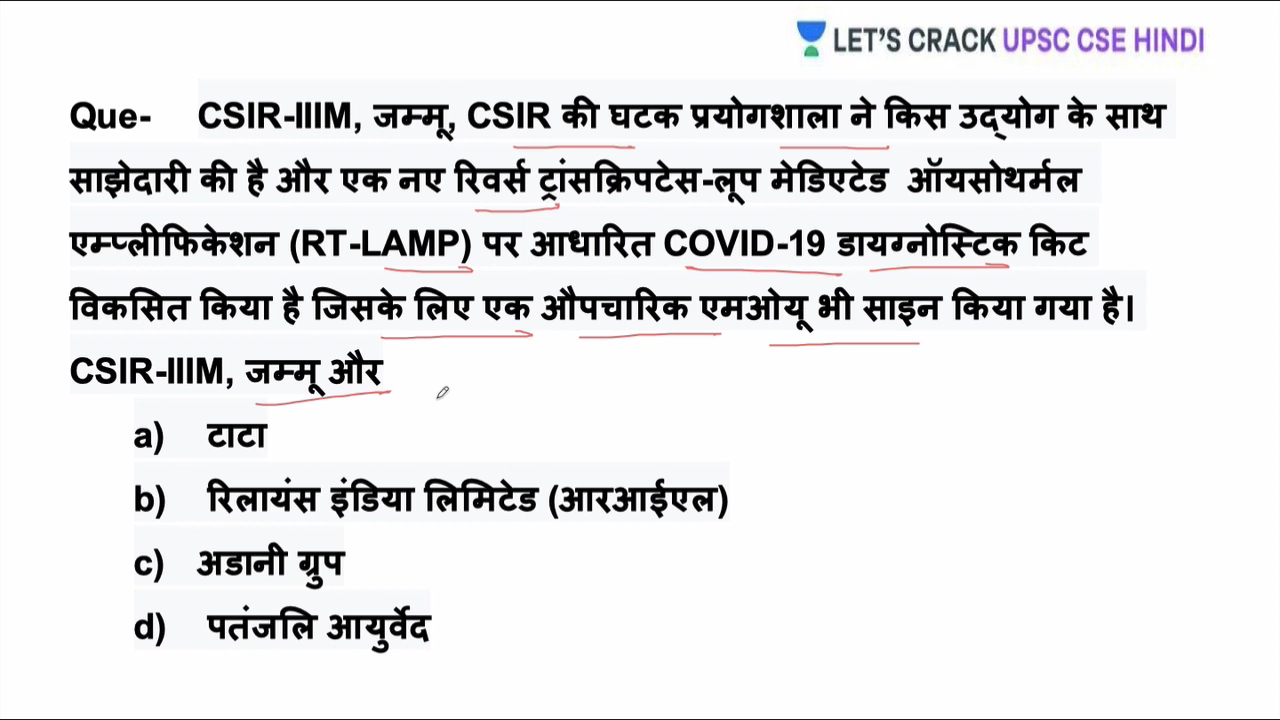 LET'S CRACK UPSC CSE HINDI
Que- CSIR-IIIM, जम्मू, CSIR की घटक प्रयोगशाला ने किस उद्योग के साथ
साझेदारी की है और एक नए रिवर्स ट्रांसक्रिपटेस-लूप मेडिएटेड ऑयसोथर्मल
एम्प्लीफिकेशन (RT-LAMP) पर आधारित COVID-19 डायग्नोस्टिक किट
विकसित किया है जिसके लिए एक औपचारिक एमओयू भी साइन किया गया है।
CSIR-IIIM, जम्मू और
a) टाटा
b) रिलायंस इंडिया लिमिटेड (आरआईएल)
c) अडानी ग्रुप
d) पतंजलि आयुर्वेद